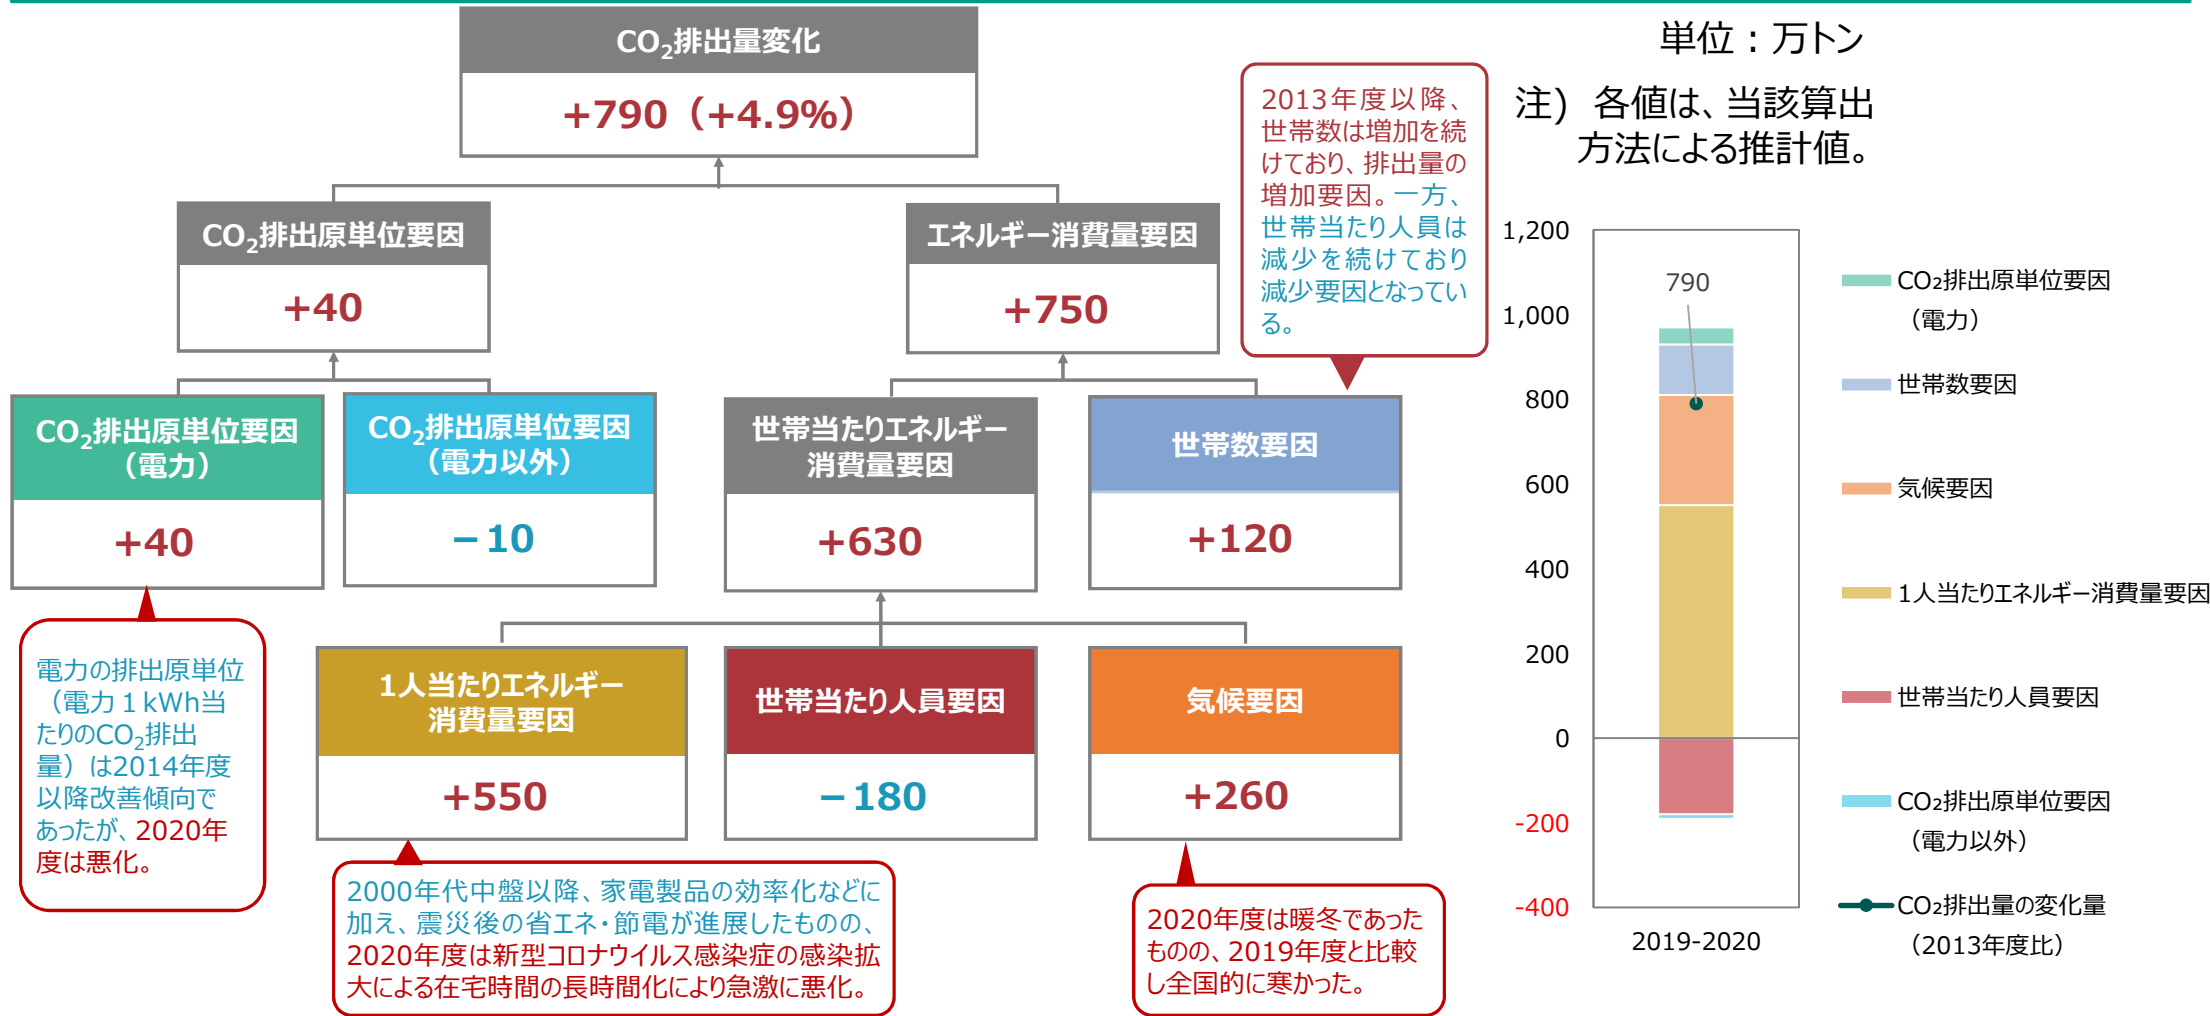 CO₂排出量変化
+790（+4.9%）
単位：万トン
注）各値は、当該算出
方法による推計値。
2013年度以降、
世帯数は増加を続
けており、排出量の
増加要因。一方、
世帯当たり人員は
減少を続けており
減少要因となってい
る。
CO₂排出原単位要因
+40
エネルギー消費量要因
+750
CO₂排出原単位要因
（電力）
+40
CO₂排出原単位要因
（電力以外）
－10
世帯当たりエネルギー
消費量要因
+630
世帯数要因
+120
電力の排出原単位
（電力１kWh当
たりのCO₂排出
量）は2014年度
以降改善傾向で
あったが、2020年
度は悪化。
1人当たりエネルギー
消費量要因
+550
世帯当たり人員要因
－180
気候要因
+260
2000年代中盤以降、家電製品の効率化などに
加え、震災後の省エネ・節電が進展したものの、
2020年度は新型コロナウイルス感染症の感染拡
大による在宅時間の長時間化により急激に悪化。
2020年度は暖冬であった
ものの、2019年度と比較
し全国的に寒かった。
1,200
1,000
800
600
400
200
0
-200
-400
790
2019-2020
CO₂排出原単位要因
（電力）
世帯数要因
気候要因
1人当たりエネルギー消費量要因
世帯当たり人員要因
CO₂排出原単位要因
（電力以外）
CO₂排出量の変化量
（2013年度比）